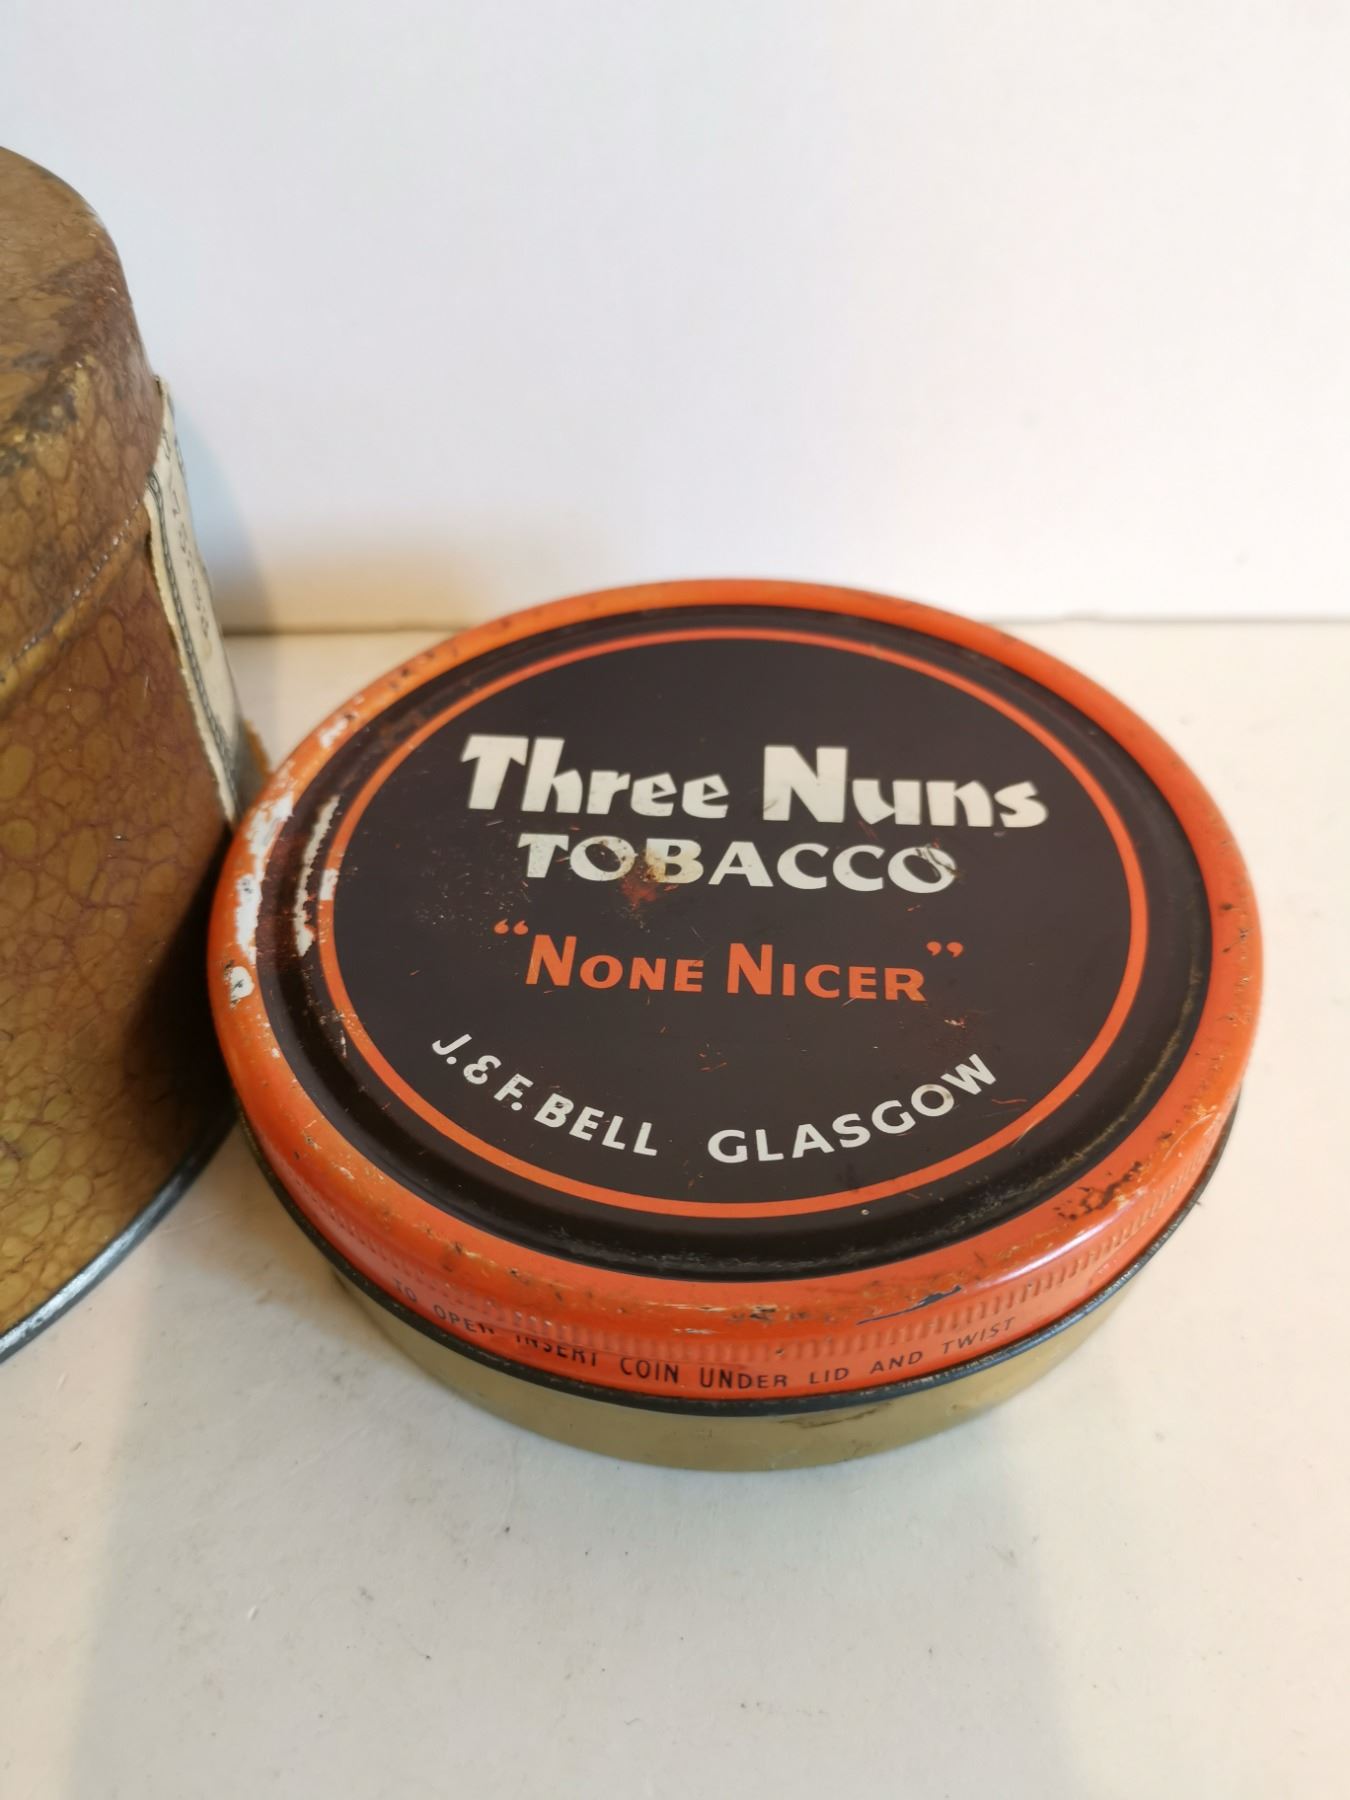 Three Nuns
TOBACCO
“NONE NICER”
J. & F. BELL GLASGOW
TO OPEN INSERT COIN UNDER LID AND TWIST